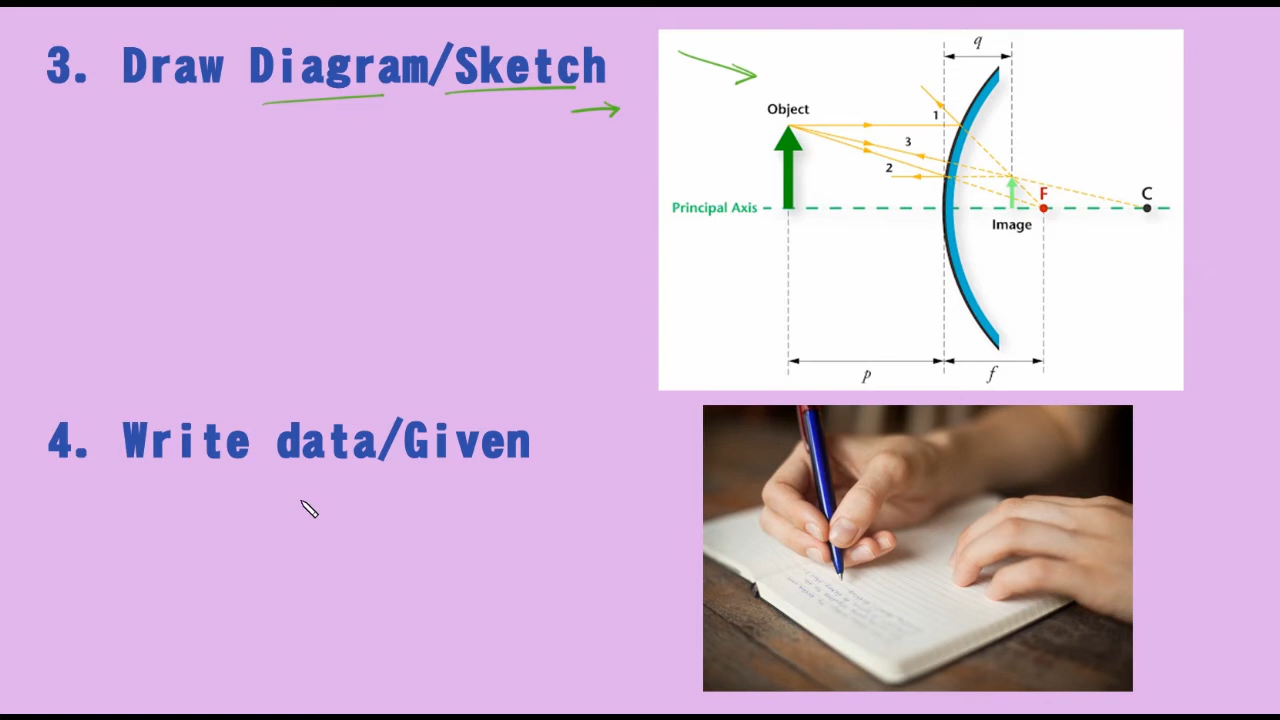 3. Draw Diagram/Sketch
q
Object
1
3
2
F
C
Principal Axis
Image
p
f
4. Write data/Given